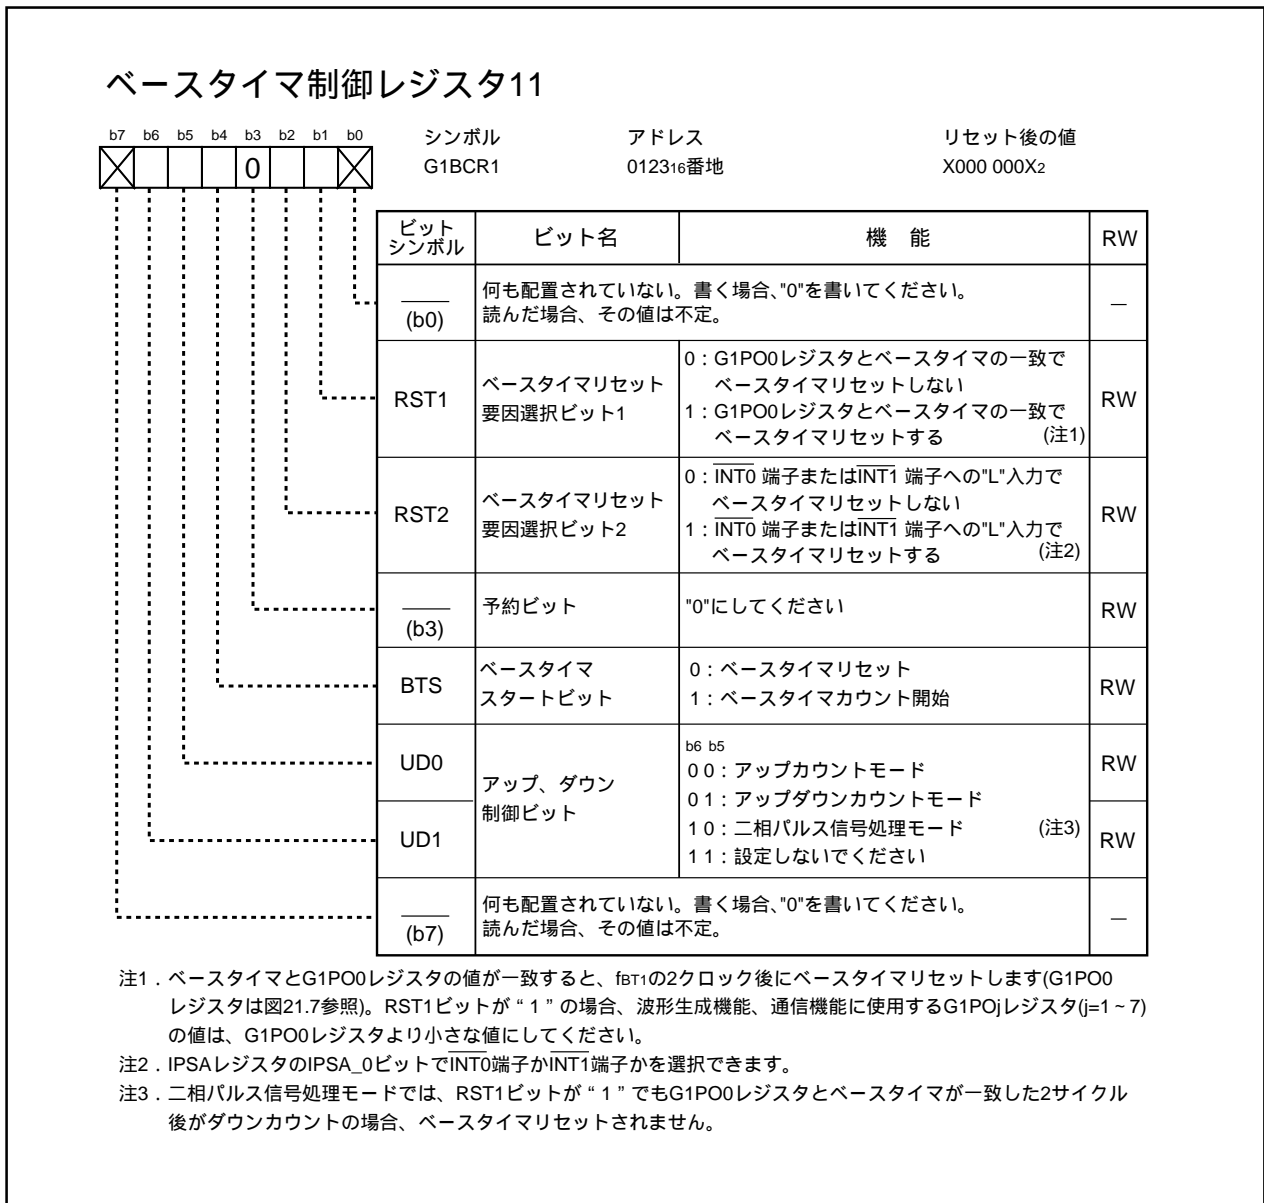 ベースタイマ制御レジスタ11
b7 b6 b5 b4 b3 b2 b1 b0
0
シンボル アドレス リセット後の値
G1BCR1 012316番地 X000 000X2
ビット
シンボル
ビット名
機 能
RW
(b0)
何も配置されていない。書く場合、"0"を書いてください。
読んだ場合、その値は不定。
—
RST1
ベースタイマリセット
要因選択ビット1
0:G1PO0レジスタとベースタイマの一致で
ベースタイマリセットしない
1:G1PO0レジスタとベースタイマの一致で
ベースタイマリセットする (注1)
RW
RST2
ベースタイマリセット
要因選択ビット2
0:INT0 端子またはINT1 端子への"L"入力で
ベースタイマリセットしない
1:INT0 端子またはINT1 端子への"L"入力で
ベースタイマリセットする (注2)
RW
(b3)
予約ビット
"0"にしてください
RW
BTS
ベースタイマ
スタートビット
0:ベースタイマリセット
1:ベースタイマカウント開始
RW
UD0
UD1
アップ、ダウン
制御ビット
b6 b5
0 0:アップカウントモード
0 1:アップダウンカウントモード
1 0:二相パルス信号処理モード (注3)
1 1:設定しないでください
RW
RW
(b7)
何も配置されていない。書く場合、"0"を書いてください。
読んだ場合、その値は不定。
—
注1.ベースタイマとG1PO0レジスタの値が一致すると、fBT1の2クロック後にベースタイマリセットします(G1PO0
レジスタは図21.7参照)。RST1ビットが“1”の場合、波形生成機能、通信機能に使用するG1POjレジスタ(j=1~7)
の値は、G1PO0レジスタより小さな値にしてください。
注2.IPSAレジスタのIPSA_0ビットでINT0端子かINT1端子かを選択できます。
注3.二相パルス信号処理モードでは、RST1ビットが“1”でもG1PO0レジスタとベースタイマが一致した2サイクル
後がダウンカウントの場合、ベースタイマリセットされません。